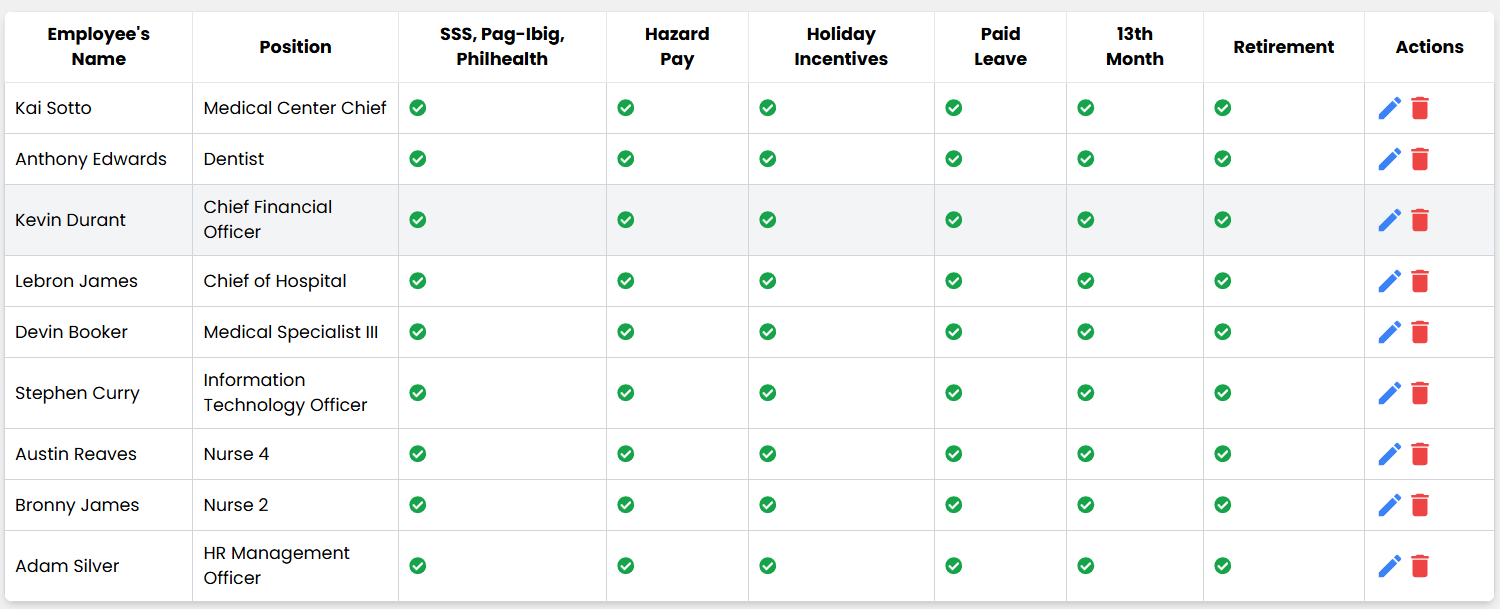 Employee's
Name
Position
SSS, Pag-Ibig,
Philhealth
Hazard
Pay
Holiday
Incentives
Paid
Leave
13th
Month
Retirement
Actions
Kai Sotto
Medical Center Chief
Anthony Edwards
Dentist
Kevin Durant
Chief Financial
Officer
Lebron James
Chief of Hospital
Devin Booker
Medical Specialist III
Stephen Curry
Information
Technology Officer
Austin Reaves
Nurse 4
Bronny James
Nurse 2
Adam Silver
HR Management
Officer